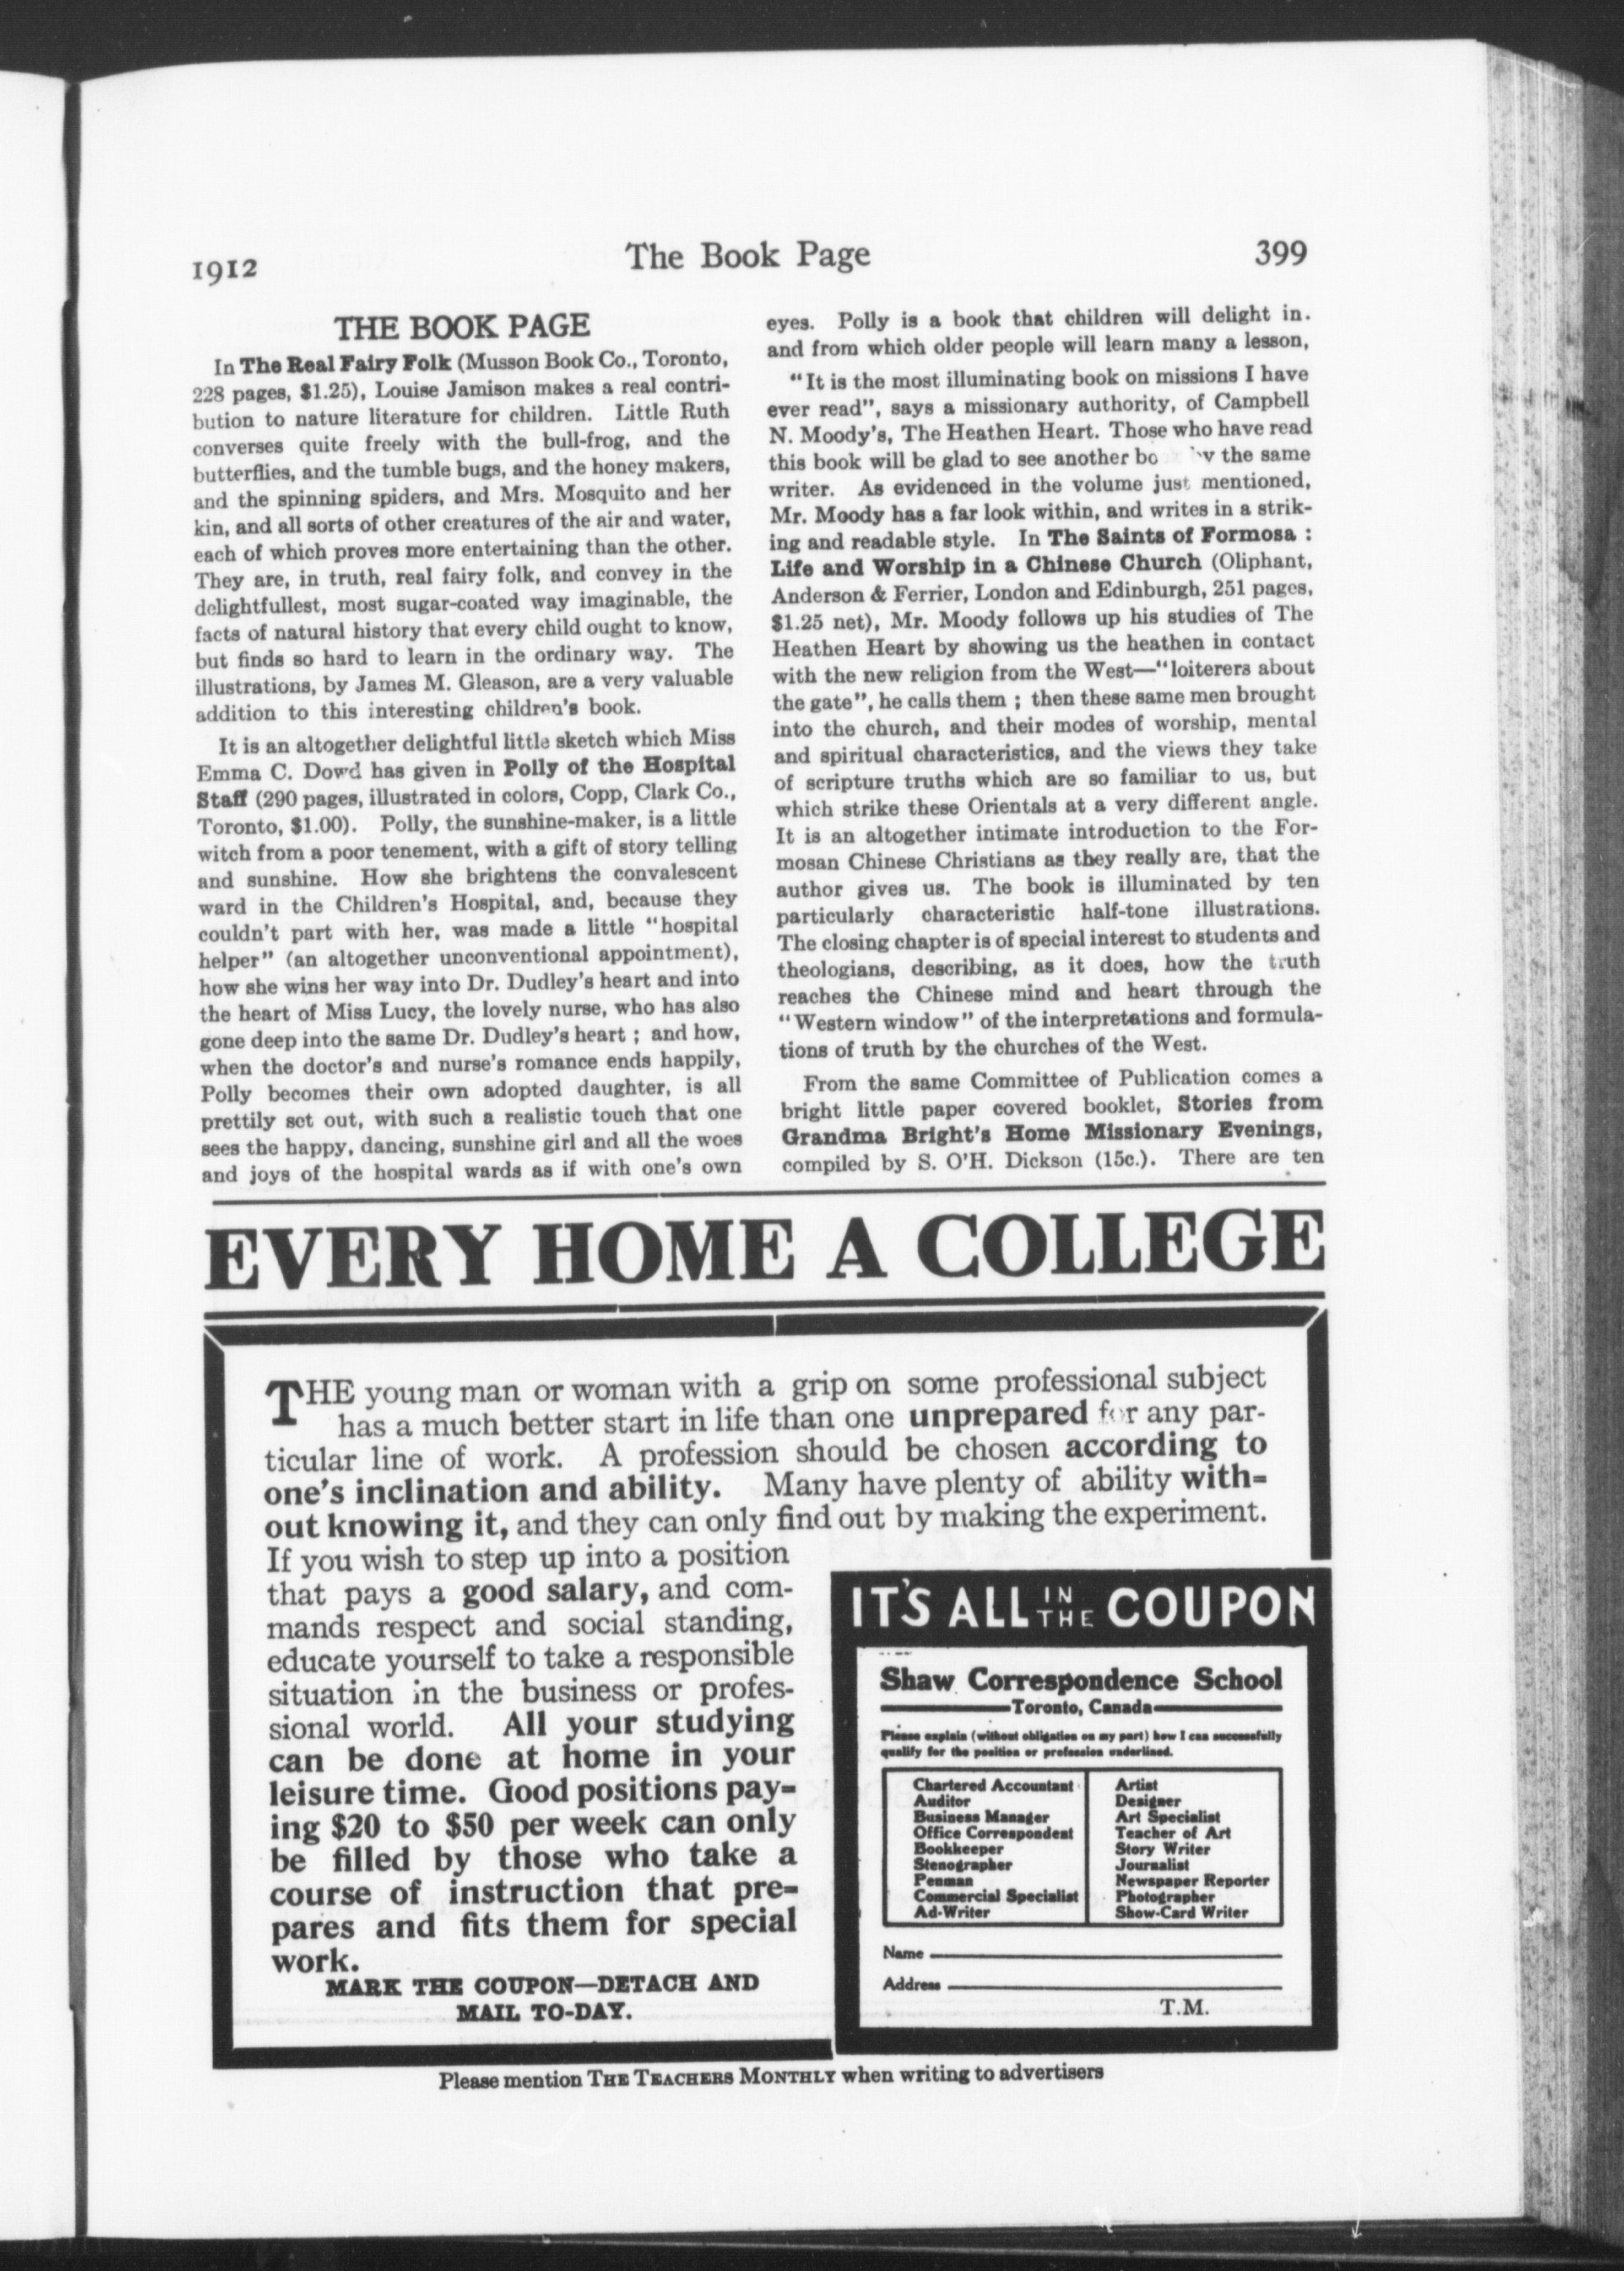 1912
The Book Page
399
THE BOOK PAGE
In The Real Fairy Folk (Musson Book Co., Toronto,
228 pages, $1.25), Louise Jamison makes a real contri-
bution to nature literature for children. Little Ruth
converses quite freely with the bull-frog, and the
butterflies, and the tumble bugs, and the honey makers,
and the spinning spiders, and Mrs. Mosquito and her
kin, and all sorts of other creatures of the air and water,
each of which proves more entertaining than the other.
They are, in truth, real fairy folk, and convey in the
delightfullest, most sugar-coated way imaginable, the
facts of natural history that every child ought to know,
but finds so hard to learn in the ordinary way. The
illustrations, by James M. Gleason, are a very valuable
addition to this interesting children's book.
It is an altogether delightful little sketch which Miss
Emma C. Dowd has given in Polly of the Hospital
Staff (290 pages, illustrated in colors, Copp, Clark Co.,
Toronto, $1.00). Polly, the sunshine-maker, is a little
witch from a poor tenement, with a gift of story telling
and sunshine. How she brightens the convalescent
ward in the Children's Hospital, and, because they
couldn't part with her, was made a little "hospital
helper" (an altogether unconventional appointment),
how she wins her way into Dr. Dudley's heart and into
the heart of Miss Lucy, the lovely nurse, who has also
gone deep into the same Dr. Dudley's heart ; and how,
when the doctor's and nurse's romance ends happily,
Polly becomes their own adopted daughter, is all
prettily set out, with such a realistic touch that one
sees the happy, dancing, sunshine girl and all the woes
and joys of the hospital wards as if with one's own
eyes. Polly is a book that children will delight in.
and from which older people will learn many a lesson,
"It is the most illuminating book on missions I have
ever read", says a missionary authority, of Campbell
N. Moody's, The Heathen Heart. Those who have read
this book will be glad to see another the same
writer. As evidenced in the volume just mentioned,
Mr. Moody has a far look within, and writes in a strik-
ing and readable style. In The Saints of Formosa :
Life and Worship in a Chinese Church (Oliphant,
Anderson & Ferrier, London and Edinburgh, 251 pages,
$1.25 net), Mr. Moody follows up his studies of The
Heathen Heart by showing us the heathen in contact
with the new religion from the West—"loiterers about
the gate", he calls them ; then these same men brought
into the church, and their modes of worship, mental
and spiritual characteristics, and the views they take
of scripture truths which are so familiar to us, but
which strike these Orientals at a very different angle.
It is an altogether intimate introduction to the For-
mosan Chinese Christians as they really are, that the
author gives us. The book is illuminated by ten
particularly characteristic half-tone illustrations.
The closing chapter is of special interest to students and
theologians, describing, as it does, how the truth
reaches the Chinese mind and heart through the
"Western window" of the interpretations and formula-
tions of truth by the churches of the West.
From the same Committee of Publication comes a
bright little paper covered booklet, Stories from
Grandma Bright's Home Missionary Evenings,
compiled by S. O'H. Dickson (15c.). There are ten
EVERY HOME A COLLEGE
THE young man or woman with a grip on some professional subject
has a much better start in life than one unprepared for any par-
ticular line of work. A profession should be chosen according to
one's inclination and ability. Many have plenty of ability with-
out knowing it, and they can only find out by making the experiment.
If you wish to step up into a position
that pays a good salary, and com-
mands respect and social standing,
educate yourself to take a responsible
situation in the business or profes-
sional world. All your studying
can be done at home in your
leisure time. Good positions pay-
ing $20 to $50 per week can only
be filled by those who take a
course of instruction that pre-
pares and fits them for special
work.
MARK THE COUPON—DETACH AND
MAIL TO-DAY.
IT'S ALL IN THE COUPON
Shaw Correspondence School
Toronto, Canada
Please explain (without obligation on my part) how I can successfully
qualify for the position or profession underlined.
Chartered Accountant
Auditor
Business Manager
Office Correspondent
Bookkeeper
Stenographer
Penman
Commercial Specialist
Ad-Writer
Artist
Designer
Art Specialist
Teacher of Art
Story Writer
Journalist
Newspaper Reporter
Photographer
Show-Card Writer
Name
Address
T.M.
Please mention THE TEACHERS MONTHLY when writing to advertisers